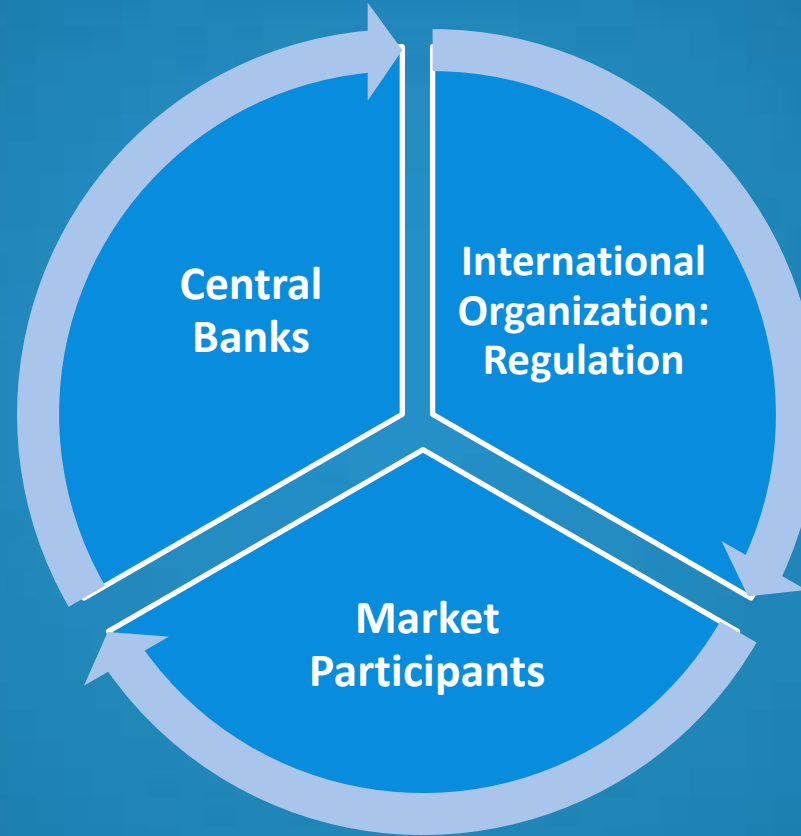 Central
Banks
International
Organization:
Regulation
Market
Participants